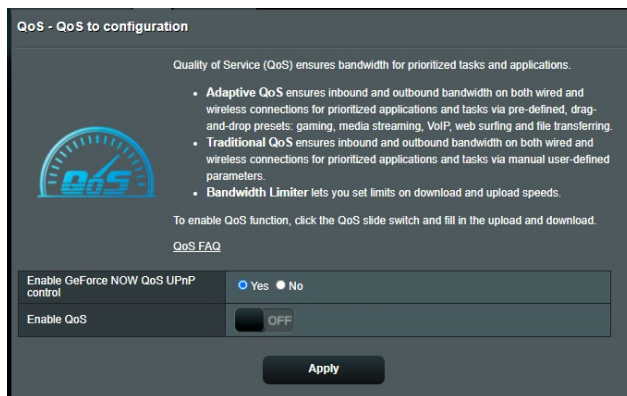 QoS - QoS to configuration
Quality of Service (QoS) ensures bandwidth for prioritized tasks and applications.
• Adaptive QoS ensures inbound and outbound bandwidth on both wired and
wireless connections for prioritized applications and tasks via pre-defined, drag-
and-drop presets: gaming, media streaming, VoIP, web surfing and file transferring.
• Traditional QoS ensures inbound and outbound bandwidth on both wired and
wireless connections for prioritized applications and tasks via manual user-defined
parameters.
• Bandwidth Limiter lets you set limits on download and upload speeds.
QoS
To enable QoS function, click the QoS slide switch and fill in the upload and download.
QoS FAQ
Enable GeForce NOW QoS UPnP
control
Yes No
Enable QoS
OFF
Apply